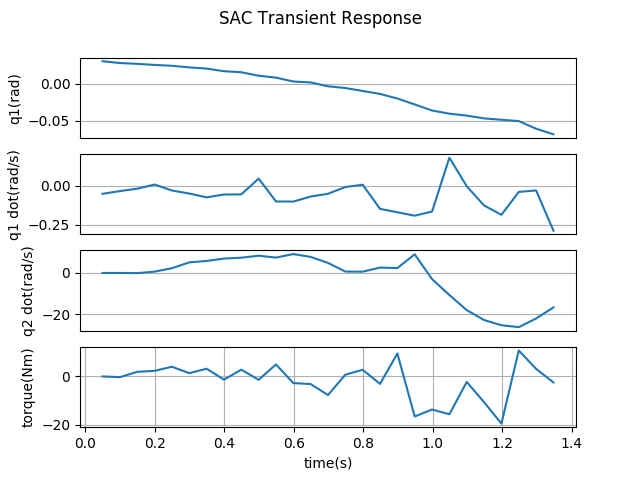 SAC Transient Response
q1(rad)
0.00
−0.05
q1 dot(rad/s)
0.00
−0.25
q2 dot(rad/s)
0
−20
torque(Nm)
0
−20
0.0 0.2 0.4 0.6 0.8 1.0 1.2 1.4
time(s)